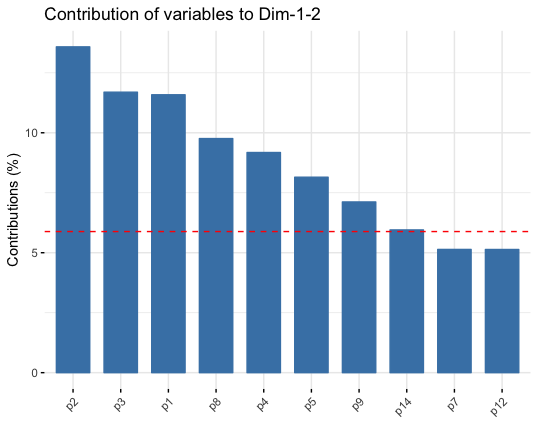 Contribution of variables to Dim-1-2
Contributions (%)
10
5
0
p2 p3 p1 p8 p4 p5 p9 p14 p7 p12